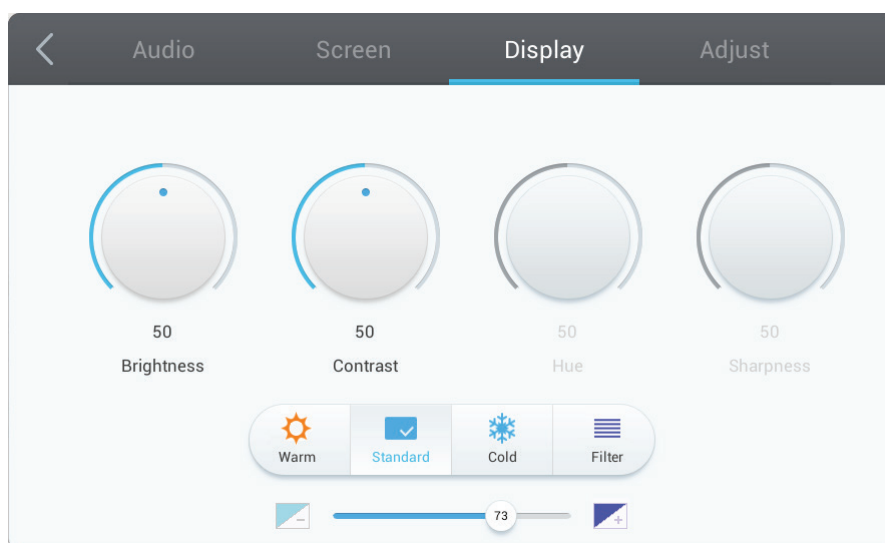 Audio Screen Display Adjust
50 50 50 50
Brightness Contrast Hue Sharpness
Warm Standard Cold Filter
73